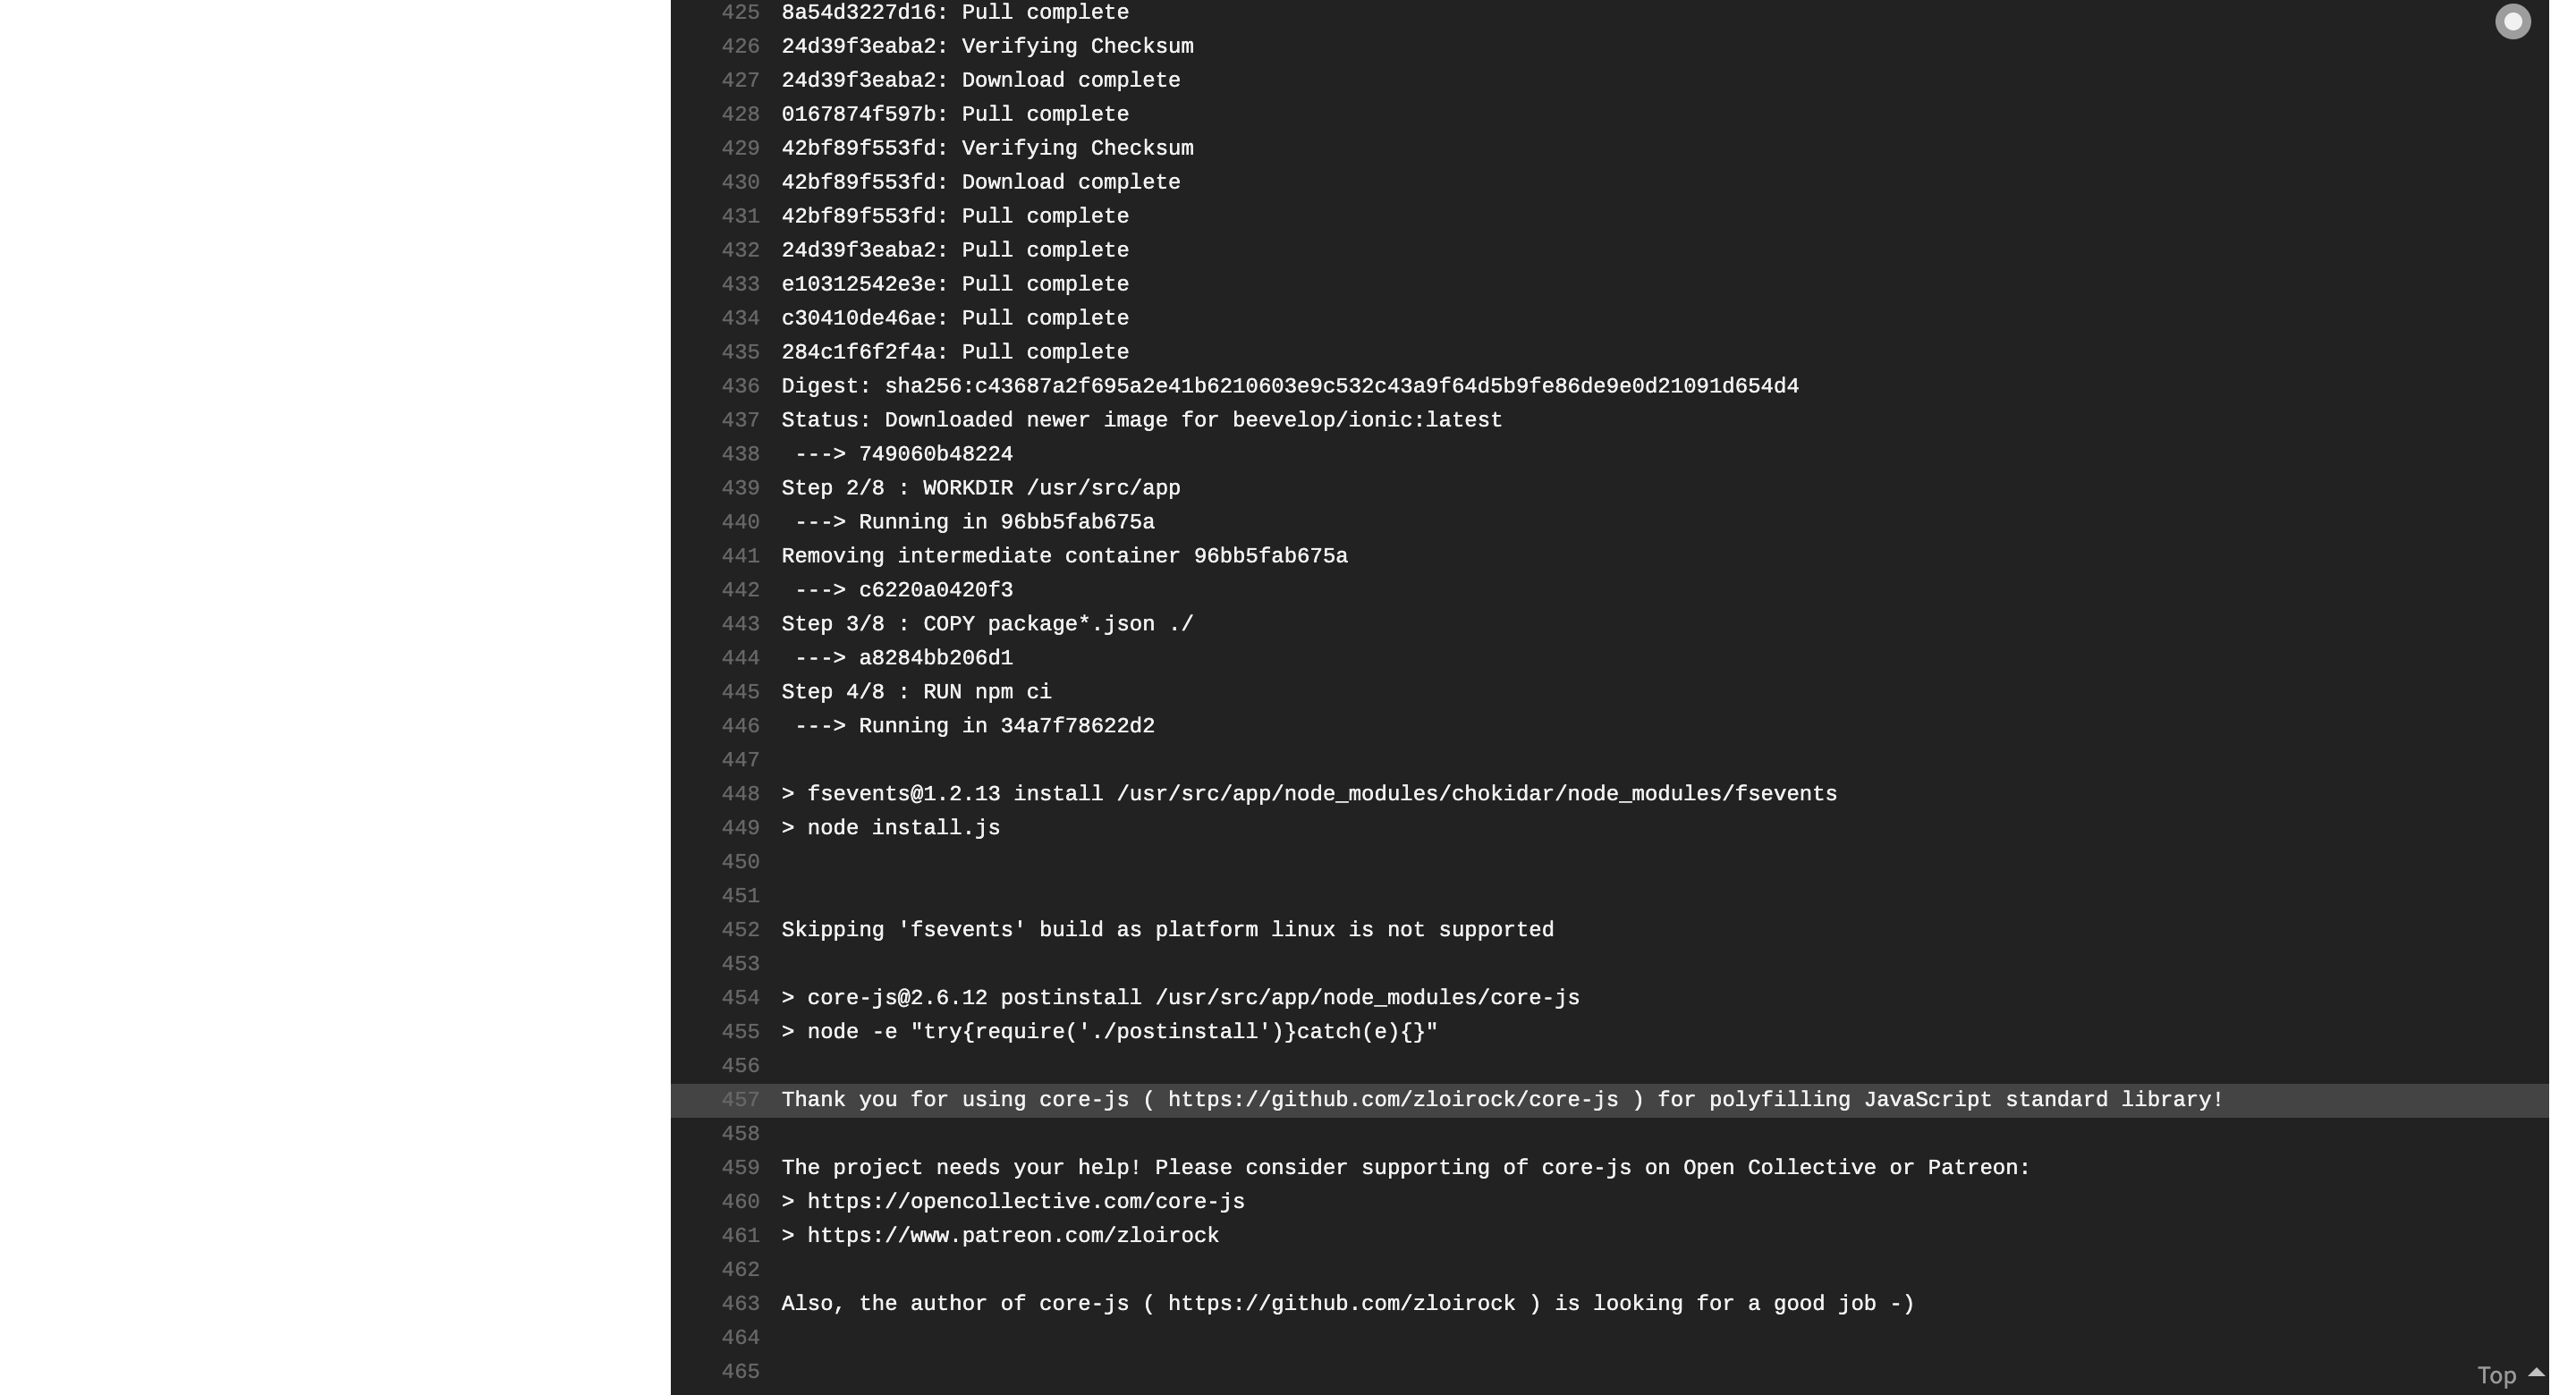 425 8a54d3227d16: Pull complete
426 24d39f3eaba2: Verifying Checksum
427 24d39f3eaba2: Download complete
428 0167874f597b: Pull complete
429 42bf89f553fd: Verifying Checksum
430 42bf89f553fd: Download complete
431 42bf89f553fd: Pull complete
432 24d39f3eaba2: Pull complete
433 e10312542e3e: Pull complete
434 c30410de46ae: Pull complete
435 284c1f6f2f4a: Pull complete
436 Digest: sha256:c43687a2f695a2e41b6210603e9c532c43a9f64d5b9fe86de9e0d21091d654d4
437 Status: Downloaded newer image for beevelop/ionic:latest
438  ---> 749060b48224
439 Step 2/8 : WORKDIR /usr/src/app
440  ---> Running in 96bb5fab675a
441 Removing intermediate container 96bb5fab675a
442  ---> c6220a0420f3
443 Step 3/8 : COPY package*.json ./
444  ---> a8284bb206d1
445 Step 4/8 : RUN npm ci
446  ---> Running in 34a7f78622d2
447
448 > fsevents@1.2.13 install /usr/src/app/node_modules/chokidar/node_modules/fsevents
449 > node install.js
450
451
452 Skipping 'fsevents' build as platform linux is not supported
453
454 > core-js@2.6.12 postinstall /usr/src/app/node_modules/core-js
455 > node -e "try{require('./postinstall')}catch(e){}"
456
457 Thank you for using core-js ( https://github.com/zloirock/core-js ) for polyfilling JavaScript standard library!
458
459 The project needs your help! Please consider supporting of core-js on Open Collective or Patreon:
460 > https://opencollective.com/core-js
461 > https://www.patreon.com/zloirock
462
463 Also, the author of core-js ( https://github.com/zloirock ) is looking for a good job -)
464
465
Top